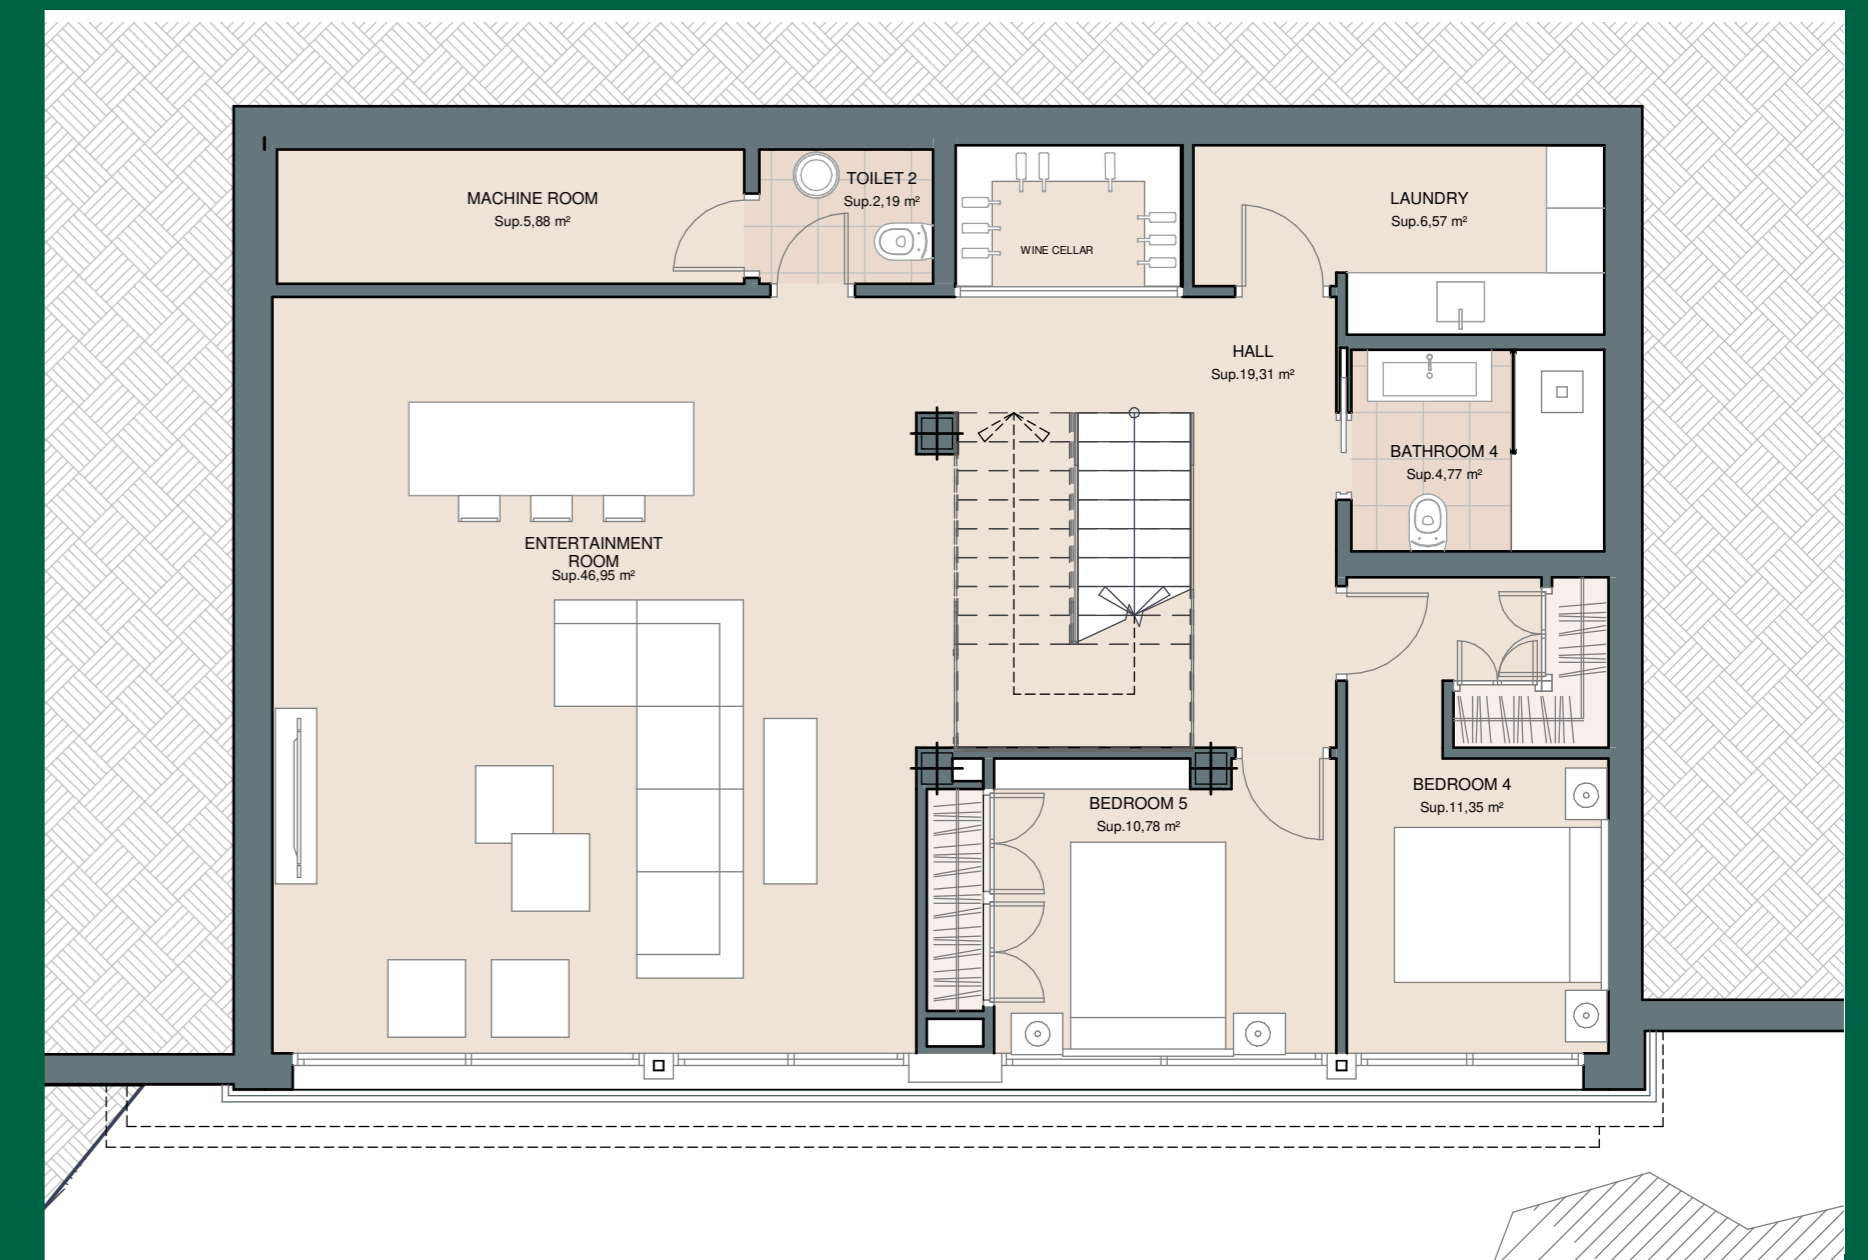 MACHINE ROOM
Sup.5,88 m²
TOILET 2
Sup.2,19 m²
WINE CELLAR
LAUNDRY
Sup.6,57 m²
HALL
Sup.19,31 m²
BATHROOM 4
Sup.4,77 m²
ENTERTAINMENT
ROOM
Sup.46,95 m²
BEDROOM 5
Sup.10,78 m²
BEDROOM 4
Sup.11,35 m²